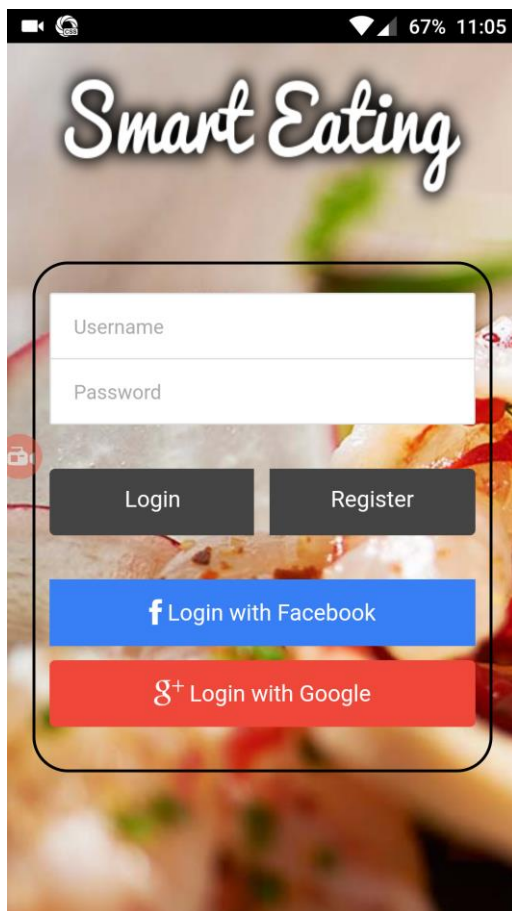 67% 11:05
Smart Eating
Username
Password
Login Register
f Login with Facebook
g+ Login with Google